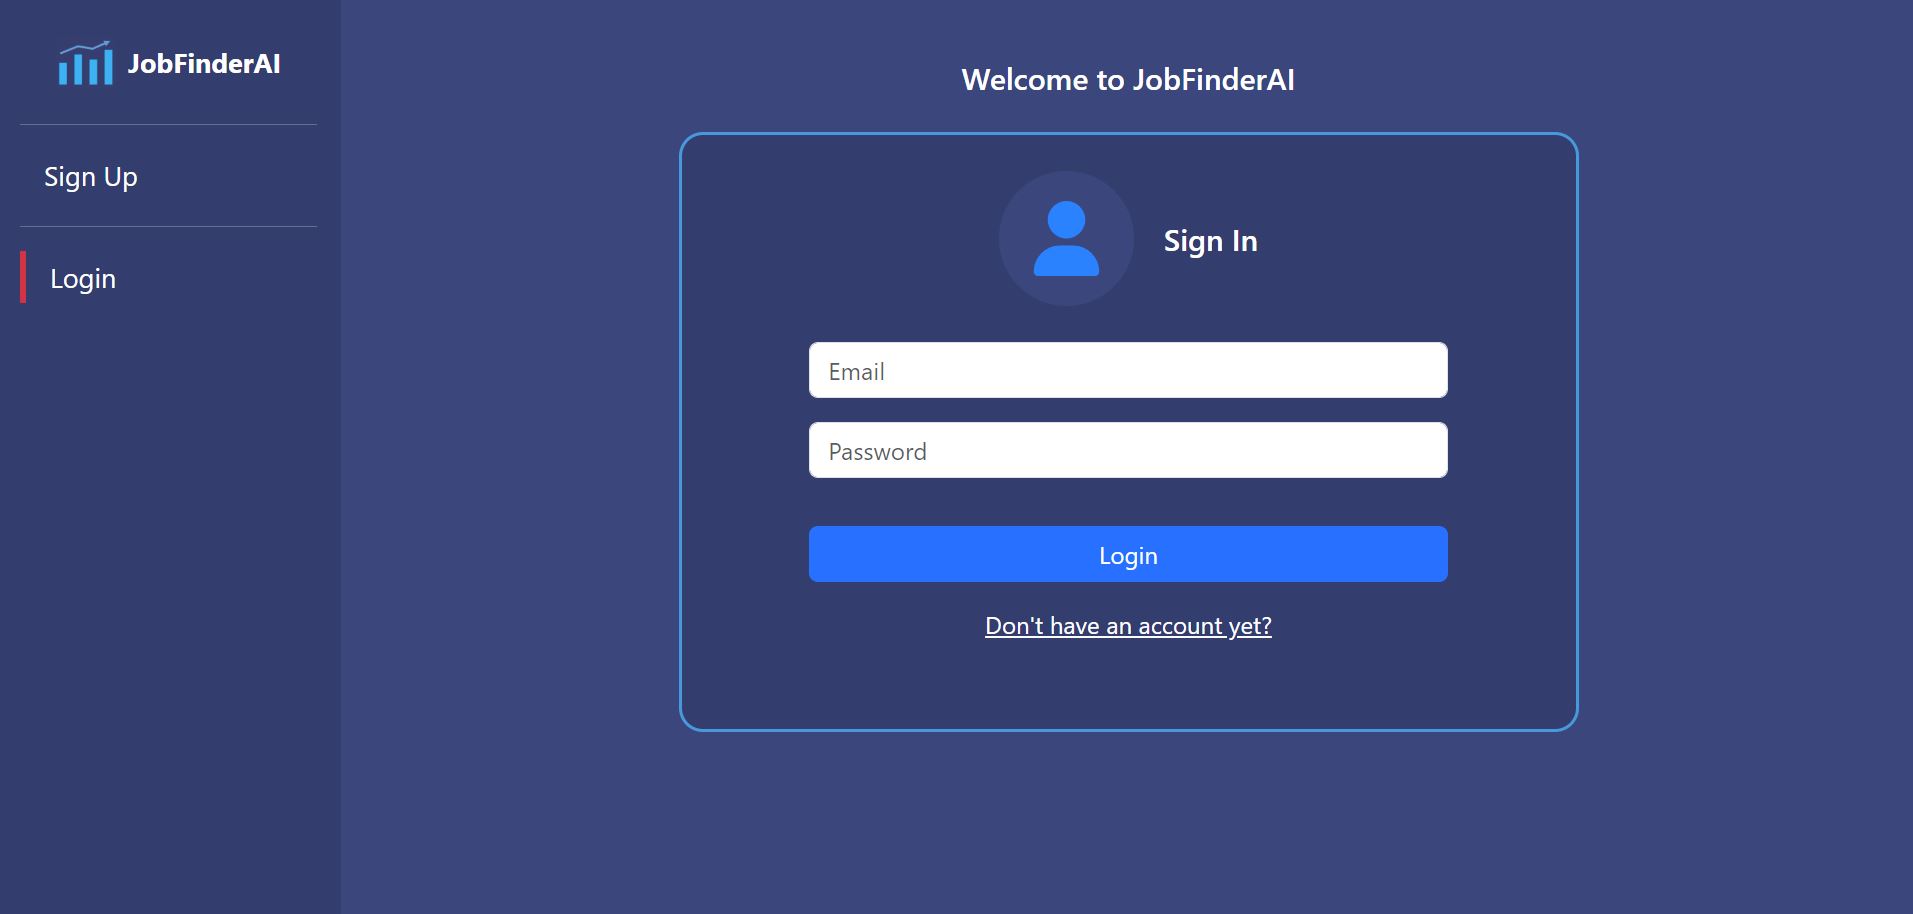 JobFinderAI
Sign Up
Login
Welcome to JobFinderAI
Sign In
Email
Password
Login
Don't have an account yet?